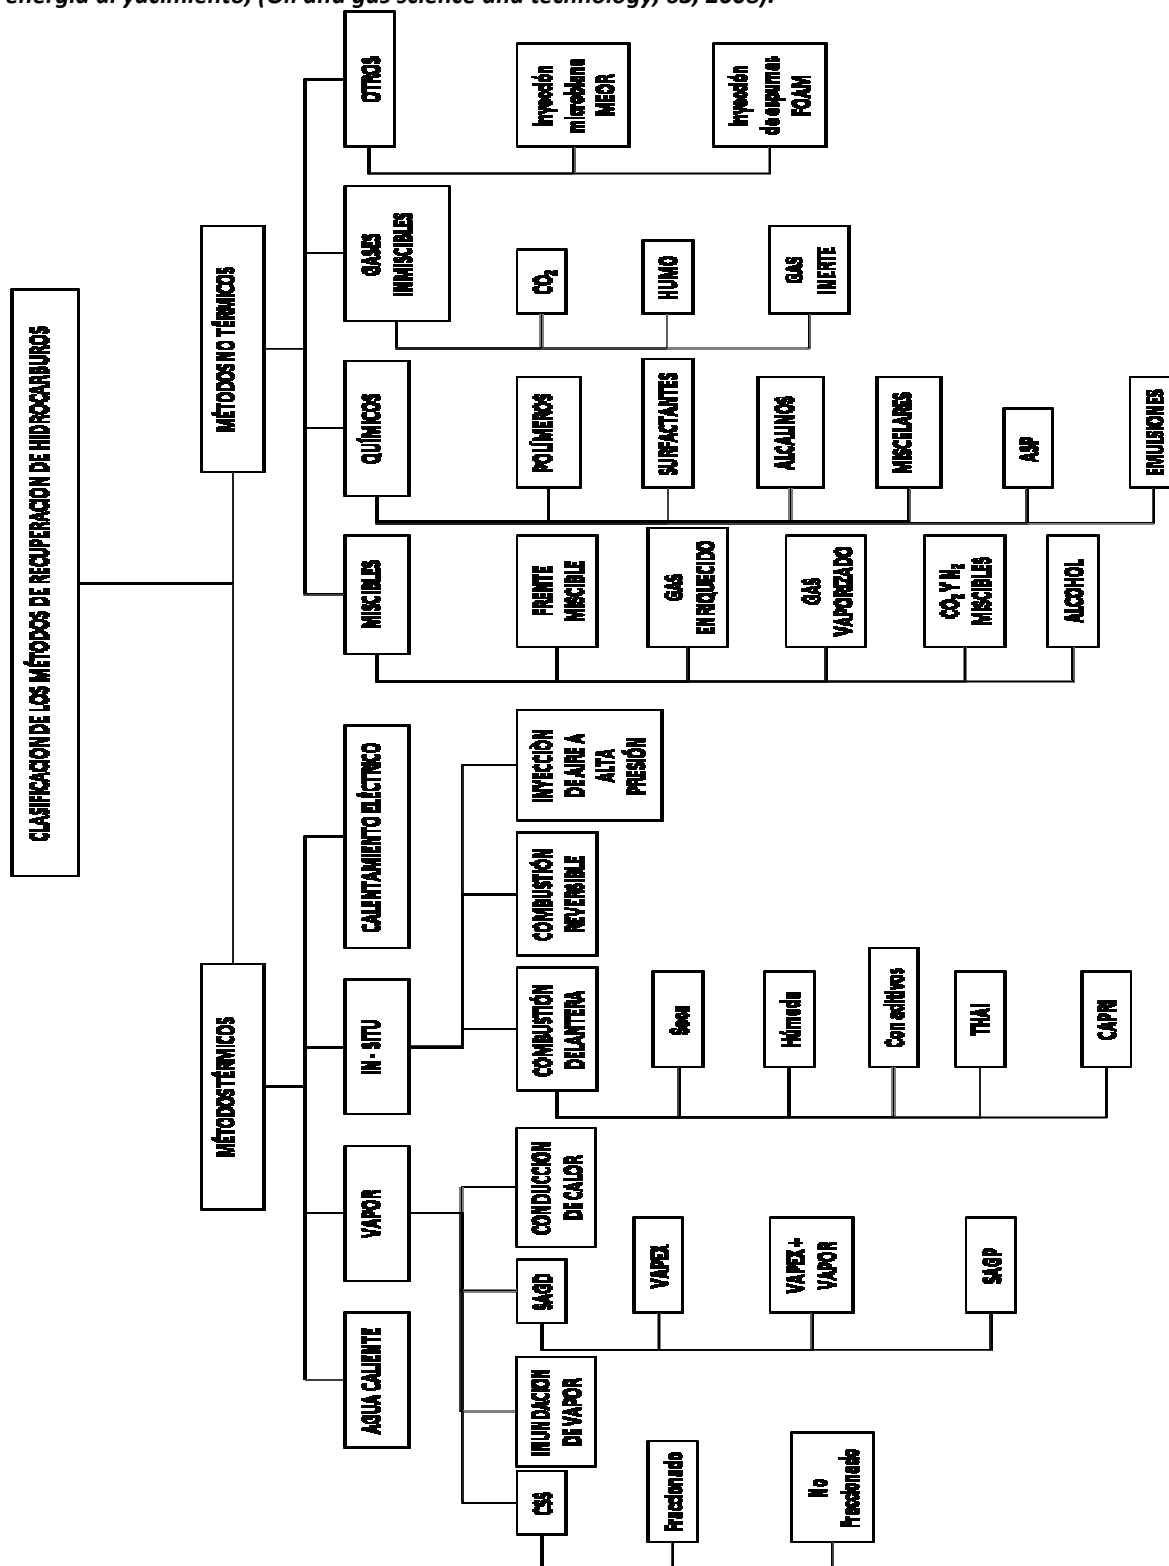 energía al yacimiento, (Oil and gas science and technology, 63, 2008).
CLASIFICACION DE LOS MÉTODOS DE RECUPERACION DE HIDROCARBUROS
MÉTODOS TÉRMICOS
MÉTODOS NO TÉRMICOS
AGUA CALIENTE
VAPOR
IN - SITU
CALENTAMIENTO ELÉCTRICO
MISCIBLES
QUÍMICOS
GASES
INMISCIBLES
OTROS
CSS
INUNDACION
DE VAPOR
SAGD
CONDUCCION
DE CALOR
COMBUSTIÓN
DELANTERA
COMBUSTIÓN
REVERSIBLE
INYECCIÒN
DE AIRE A
ALTA
PRESIÓN
FRENTE
MISCIBLE
POLÍMEROS
CO₂
Inyección
microbiana
MEOR
Fraccionado
VAPEX
Seca
GAS
ENRIQUECIDO
SURFACTANTES
HUMO
Inyección
de espumas
FOAM
No
Fraccionado
VAPEX +
VAPOR
Húmeda
GAS
VAPORIZADO
ALCALINOS
GAS
INERTE
SAGP
Con aditivos
CO₂ Y N₂
MISCIBLES
MISCELARES
THAI
ALCOHOL
ASP
CAPRI
EMULSIONES